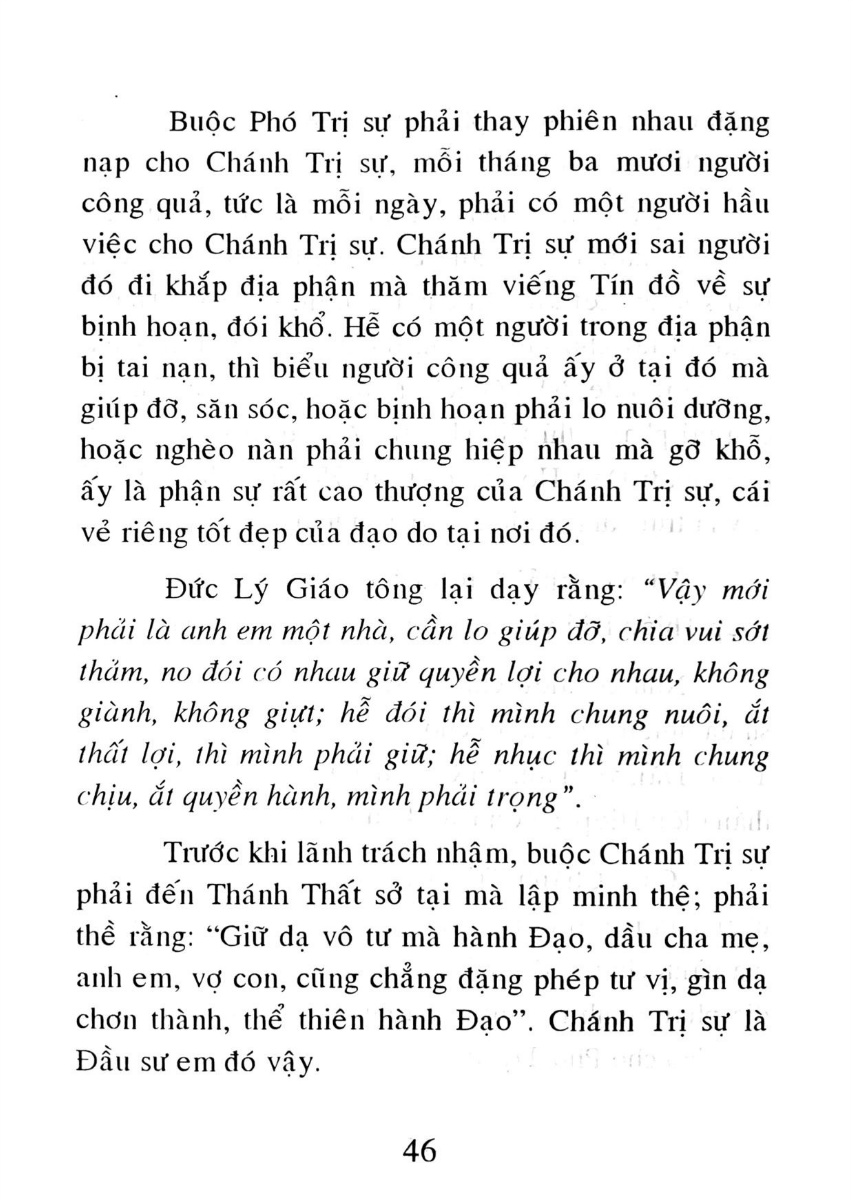 Buộc Phó Trị sự phải thay phiên nhau đặng
nạp cho Chánh Trị sự, mỗi tháng ba mươi người
công quả, tức là mỗi ngày, phải có một người hầu
việc cho Chánh Trị sự. Chánh Trị sự mới sai người
đó đi khắp địa phận mà thăm viếng Tín đồ về sự
bịnh hoạn, đói khổ. Hễ có một người trong địa phận
bị tai nạn, thì biểu người công quả ấy ở tại đó mà
giúp đỡ, săn sóc, hoặc bịnh hoạn phải lo nuôi dưỡng,
hoặc nghèo nàn phải chung hiệp nhau mà gỡ khỗ,
ấy là phận sự rất cao thượng của Chánh Trị sự, cái
vẻ riêng tốt đẹp của đạo do tại nơi đó.
Đức Lý Giáo tông lại dạy rằng: “Vậy mới
phải là anh em một nhà, cần lo giúp đỡ, chia vui sớt
thảm, no đói có nhau giữ quyền lợi cho nhau, không
giành, không giựt; hễ đói thì mình chung nuôi, ắt
thất lợi, thì mình phải giữ; hễ nhục thì mình chung
chịu, ắt quyền hành, mình phải trọng”.
Trước khi lãnh trách nhậm, buộc Chánh Trị sự
phải đến Thánh Thất sở tại mà lập minh thệ; phải
thề rằng: “Giữ dạ vô tư mà hành Đạo, dầu cha mẹ,
anh em, vợ con, cũng chẳng đặng phép tư vị, gìn dạ
chơn thành, thể thiên hành Đạo”. Chánh Trị sự là
Đầu sư em đó vậy.
46